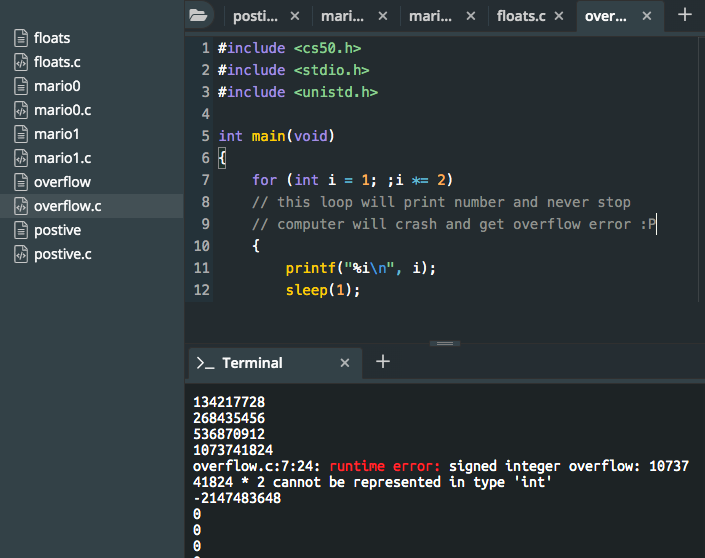 floats
floats.c
mario0
mario0.c
mario1
mario1.c
overflow
overflow.c
postive
postive.c
posti... × mari... × mari... × floats.c × over... × +
1 #include <cs50.h>
2 #include <stdio.h>
3 #include <unistd.h>
4
5 int main(void)
6 {
7     for (int i = 1; ;i *= 2)
8     // this loop will print number and never stop
9     // computer will crash and get overflow error :P
10     {
11         printf("%i\n", i);
12         sleep(1);
>_ Terminal × +
134217728
268435456
536870912
1073741824
overflow.c:7:24: runtime error: signed integer overflow: 10737
41824 * 2 cannot be represented in type 'int'
-2147483648
0
0
0